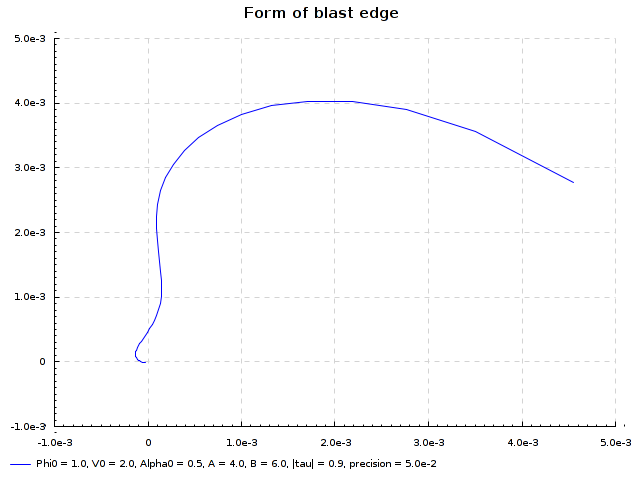 Form of blast edge
5.0e-3
4.0e-3
3.0e-3
2.0e-3
1.0e-3
0
-1.0e-3
-1.0e-3 0 1.0e-3 2.0e-3 3.0e-3 4.0e-3 5.0e-3
Phi0 = 1.0, V0 = 2.0, Alpha0 = 0.5, A = 4.0, B = 6.0, |tau| = 0.9, precision = 5.0e-2